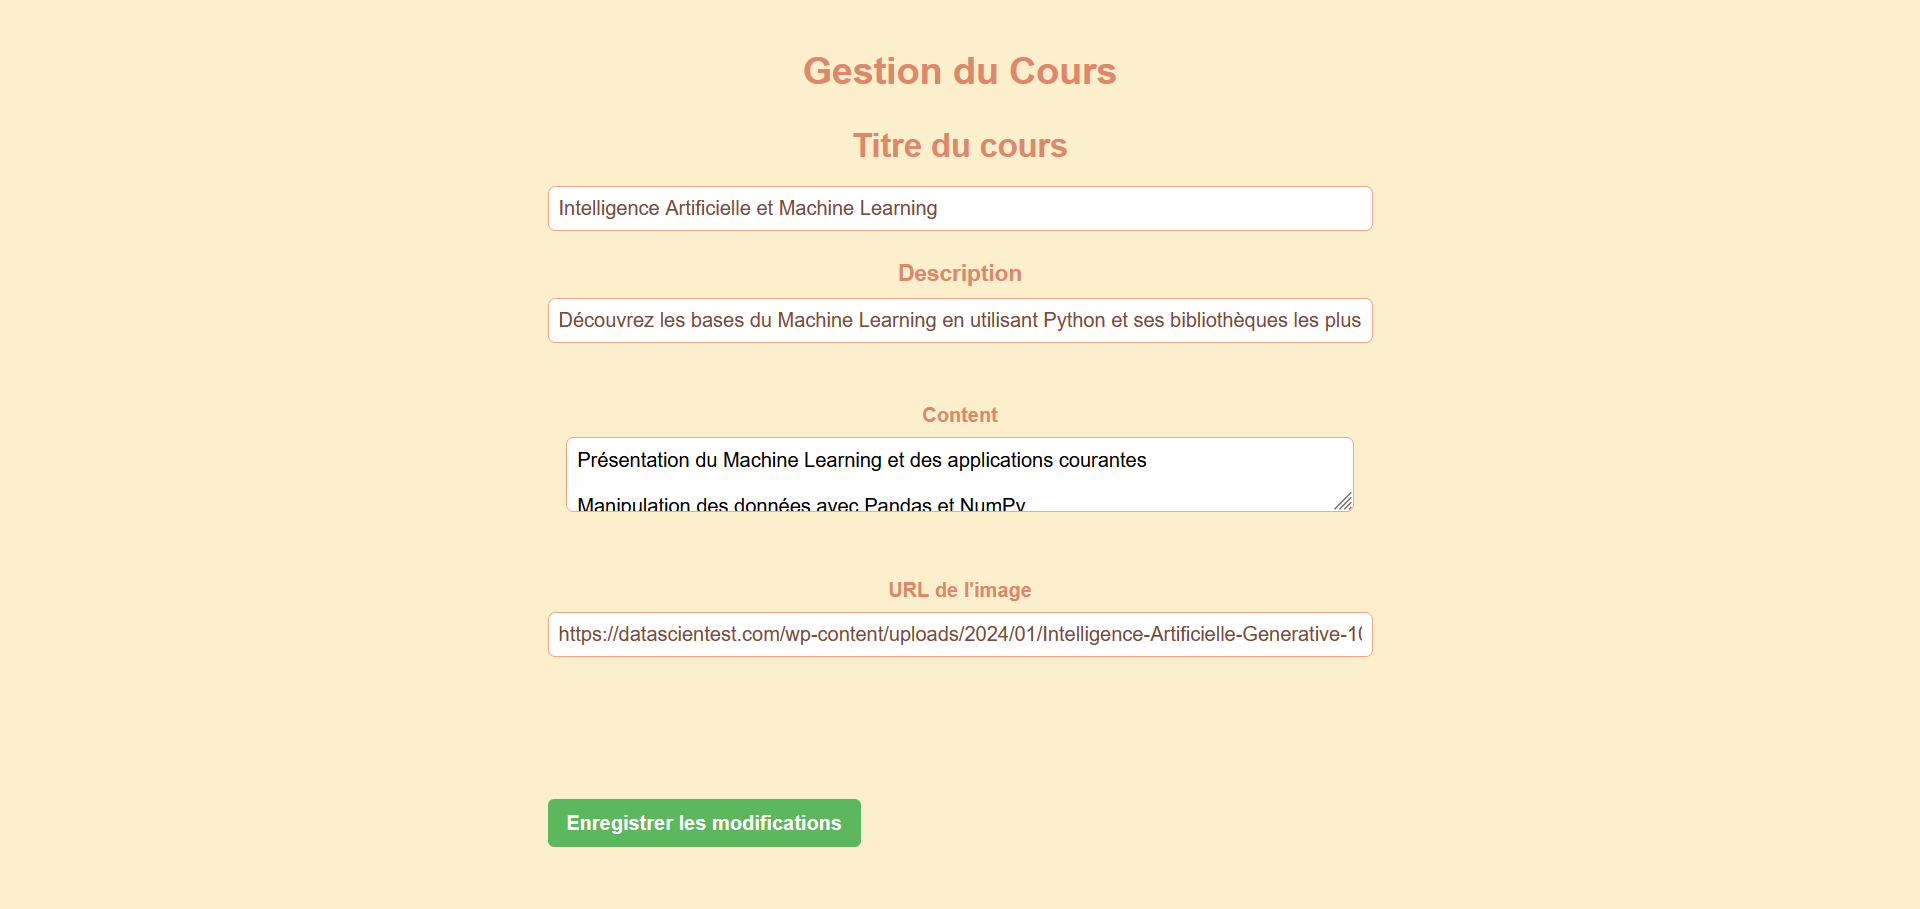 Gestion du Cours
Titre du cours
Intelligence Artificielle et Machine Learning
Description
Découvrez les bases du Machine Learning en utilisant Python et ses bibliothèques les plus
Content
Présentation du Machine Learning et des applications courantes
Manipulation des données avec Pandas et NumPy
URL de l'image
https://datascientest.com/wp-content/uploads/2024/01/Intelligence-Artificielle-Generative-1
Enregistrer les modifications